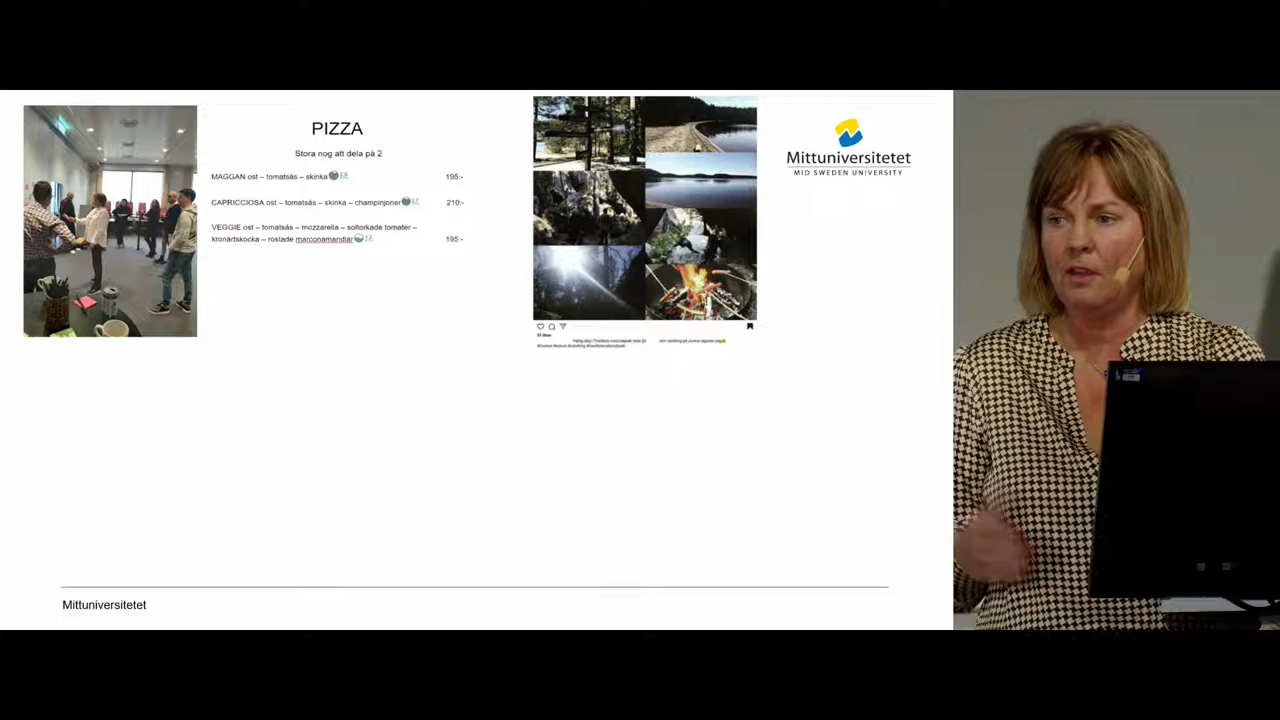 PIZZA
Stora nog att dela på 2
MAGGAN ost – tomatsås – skinka 195:-
CAPRICCIOSA ost – tomatsås – skinka – champinjoner 210:-
VEGGIE ost – tomatsås – mozzarella – soltorkade tomater –
kronärtskocka – rostade marconamandlar 195:-
Mittuniversitetet
MID SWEDEN UNIVERSITY
Mittuniversitetet